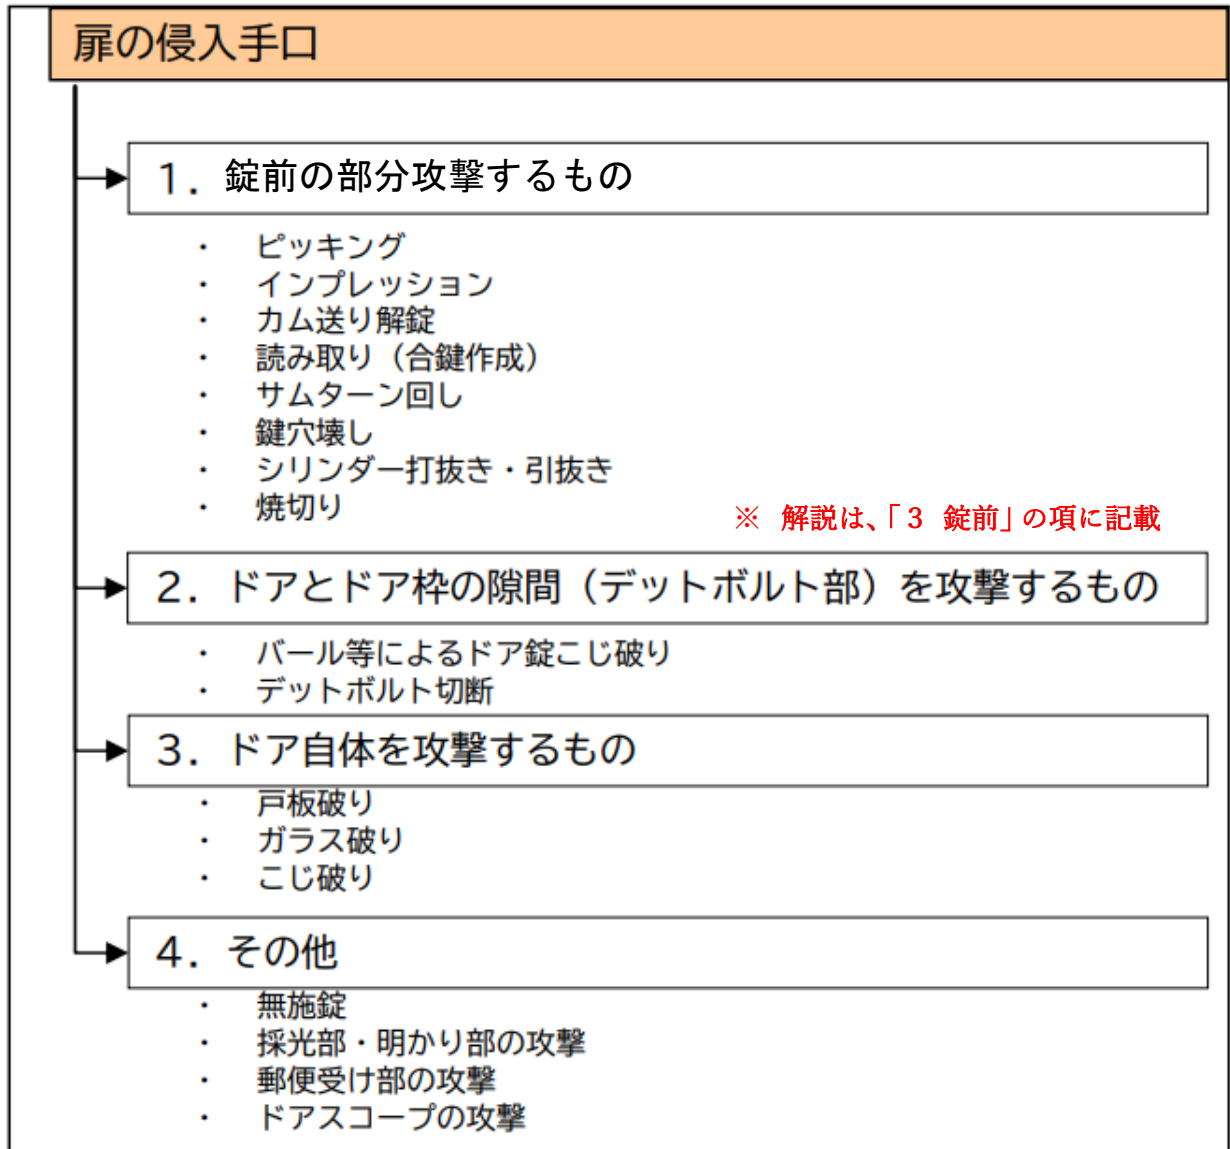 扉の侵入手口
１．錠前の部分攻撃するもの
・ ピッキング
・ インプレッション
・ カム送り解錠
・ 読み取り（合鍵作成）
・ サムターン回し
・ 鍵穴壊し
・ シリンダー打抜き・引抜き
・ 焼切り
※ 解説は、「３ 錠前」の項に記載
２．ドアとドア枠の隙間（デットボルト部）を攻撃するもの
・ バール等によるドア錠こじ破り
・ デットボルト切断
３．ドア自体を攻撃するもの
・ 戸板破り
・ ガラス破り
・ こじ破り
４．その他
・ 無施錠
・ 採光部・明かり部の攻撃
・ 郵便受け部の攻撃
・ ドアスコープの攻撃